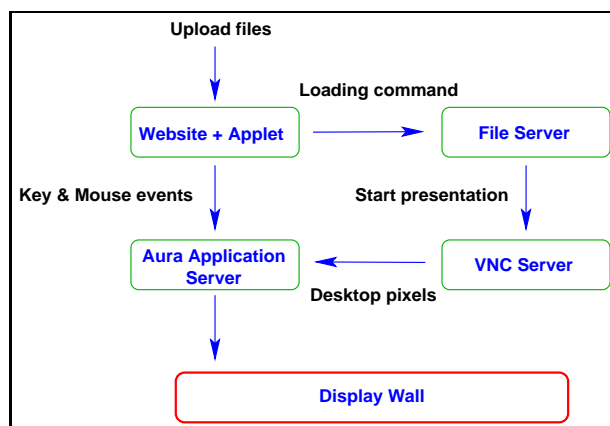 Upload files
Loading command
Website + Applet
File Server
Key & Mouse events
Start presentation
Aura Application
Server
VNC Server
Desktop pixels
Display Wall